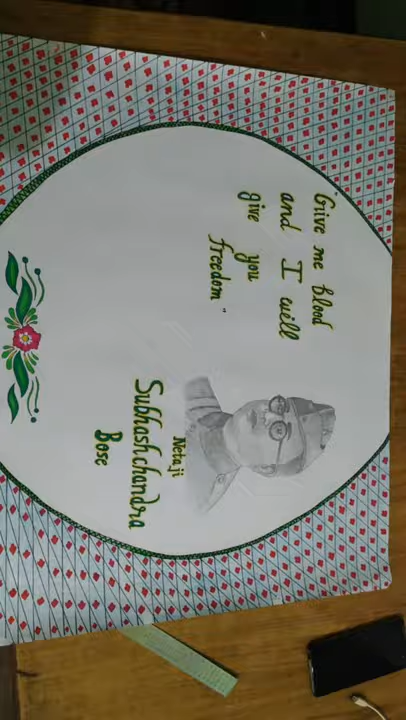 "Give me Blood
and I will
give you
freedom"
Netaji
Subhashchandra
Bose